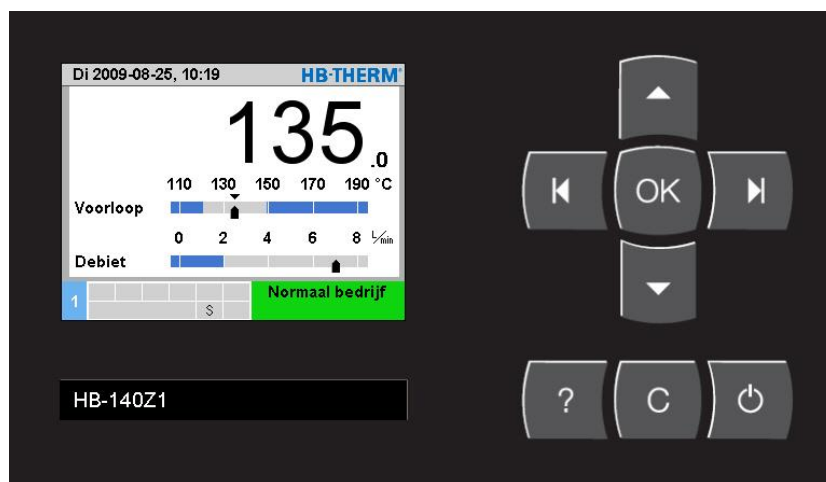 Di 2009-08-25, 10:19 HB-THERM®
135.0
110 130 150 170 190 °C
Voorloop
0 2 4 6 8 L/min
Debiet
1 S Normaal bedrijf
HB-140Z1
OK
? C